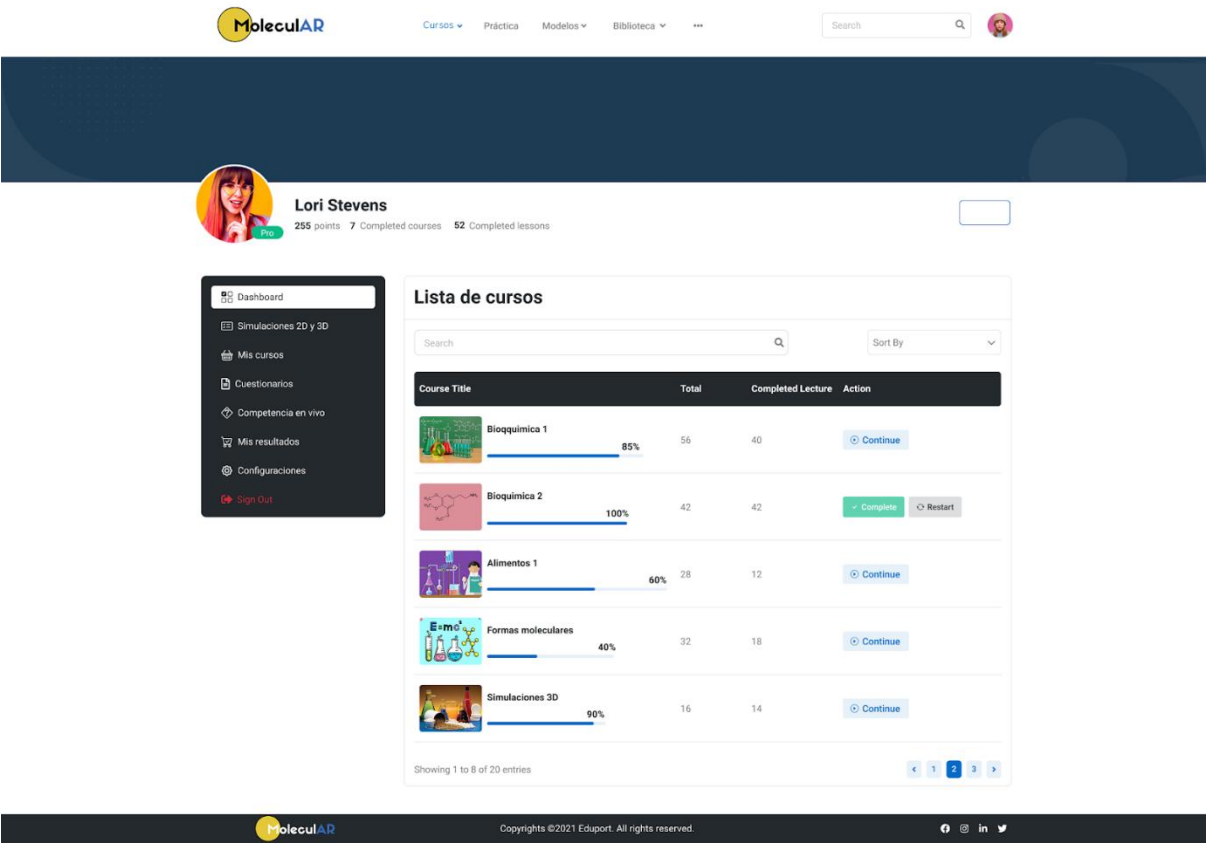 MoleculAR Cursos Práctica Modelos Biblioteca ••• Search
Lori Stevens
Pro
255 points 7 Completed courses 52 Completed lessons
Dashboard
Simulaciones 2D y 3D
Mis cursos
Cuestionarios
Competencia en vivo
Mis resultados
Configuraciones
Sign Out
Lista de cursos
Search Sort By
Course Title Total Completed Lecture Action
Bioqquimica 1
85% 56 40 Continue
Bioquimica 2
100% 42 42 Complete Restart
Alimentos 1
60% 28 12 Continue
E=mc²
Formas moleculares
40% 32 18 Continue
Simulaciones 3D
90% 16 14 Continue
Showing 1 to 8 of 20 entries 1 2 3
MoleculAR Copyrights ©2021 Eduport. All rights reserved.